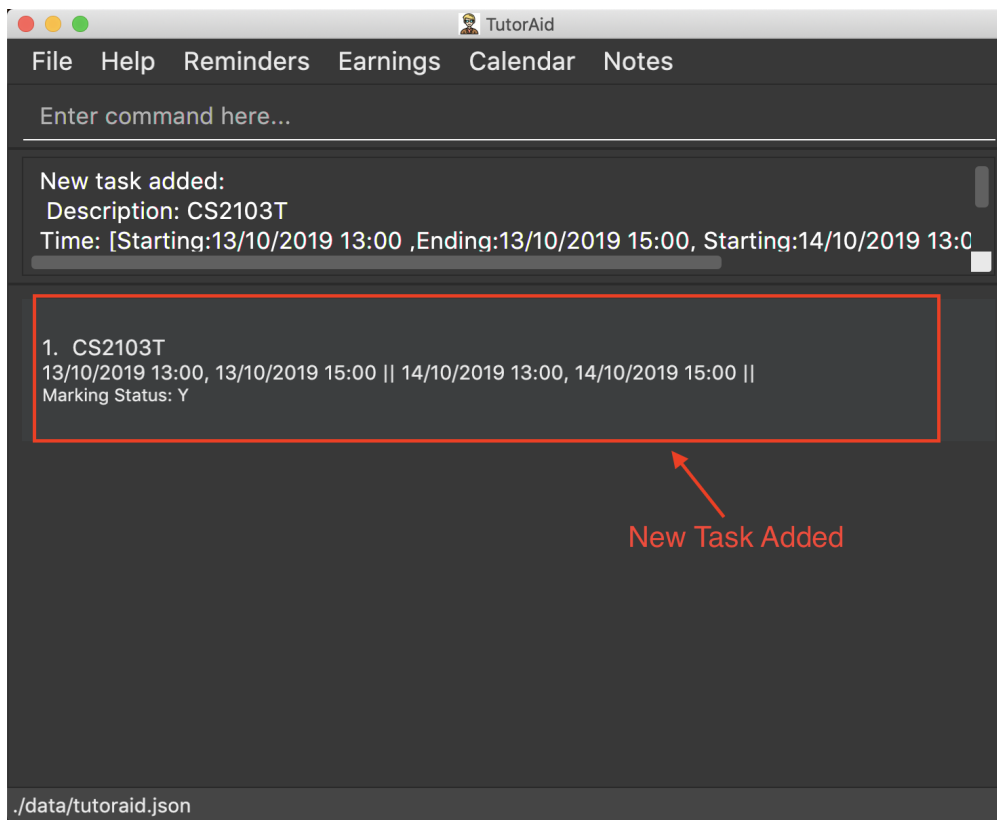 TutorAid
File Help Reminders Earnings Calendar Notes
Enter command here...
New task added:
Description: CS2103T
Time: [Starting:13/10/2019 13:00 ,Ending:13/10/2019 15:00, Starting:14/10/2019 13:0
1. CS2103T
13/10/2019 13:00, 13/10/2019 15:00 || 14/10/2019 13:00, 14/10/2019 15:00 ||
Marking Status: Y
New Task Added
./data/tutoraid.json